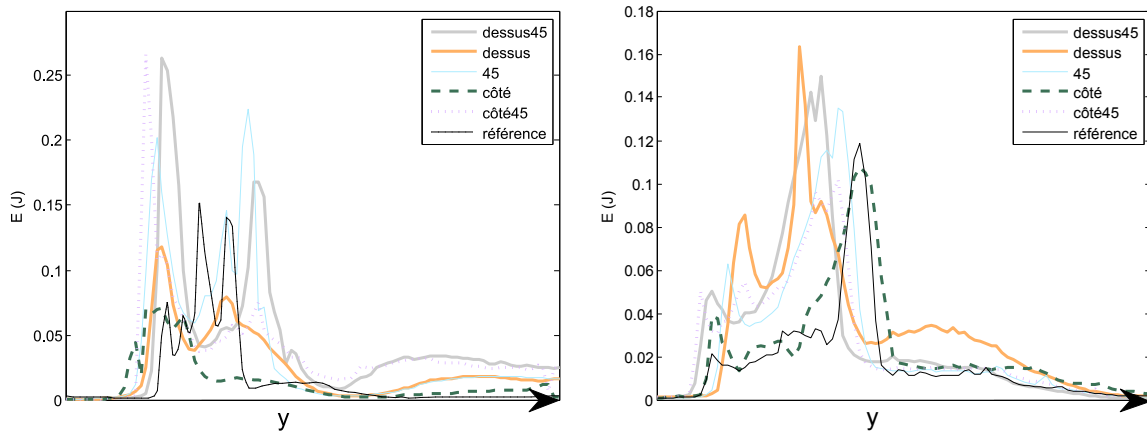 0.25
0.2
0.15
0.1
0.05
0
E (J)
y
dessus45
dessus
45
côté
côté45
référence
0.18
0.16
0.14
0.12
0.1
0.08
0.06
0.04
0.02
0
E (J)
y
dessus45
dessus
45
côté
côté45
référence